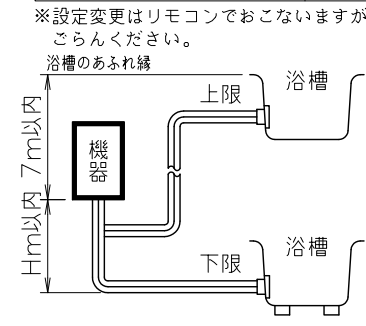 ※設定変更はリモコンでおこないますが
ごらんください。
浴槽のあふれ縁
上限
浴槽
7m以内
機器
Hm以内
下限
浴槽